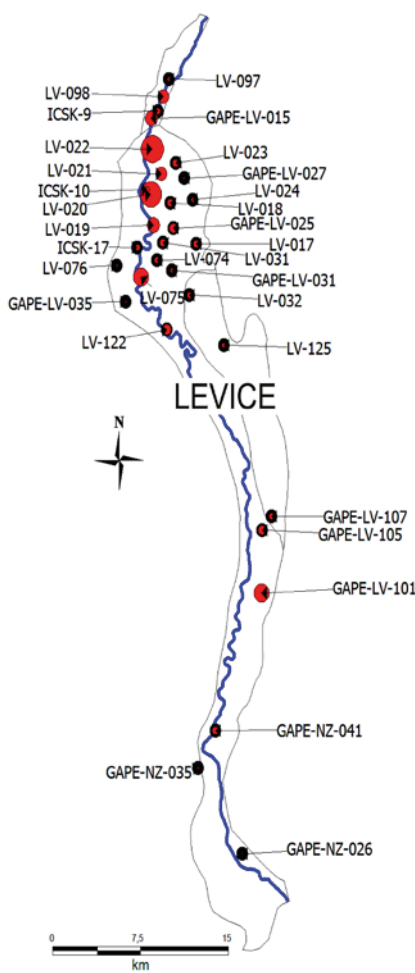 LV-097
LV-098
ICSK-9
GAPE-LV-015
LV-022
LV-023
LV-021
GAPE-LV-027
ICSK-10
LV-024
LV-020
LV-018
LV-019
GAPE-LV-025
ICSK-17
LV-017
LV-074
LV-031
LV-076
GAPE-LV-031
LV-075
GAPE-LV-035
LV-032
LV-122
LV-125
LEVICE
N
GAPE-LV-107
GAPE-LV-105
GAPE-LV-101
GAPE-NZ-041
GAPE-NZ-035
GAPE-NZ-026
0 7,5 15
km